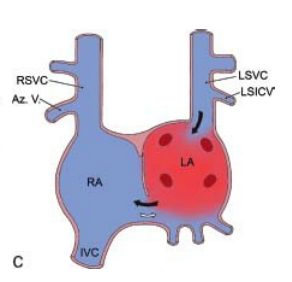 RSVC
LSVC
Az. V.
LSICV
LA
RA
IVC
C